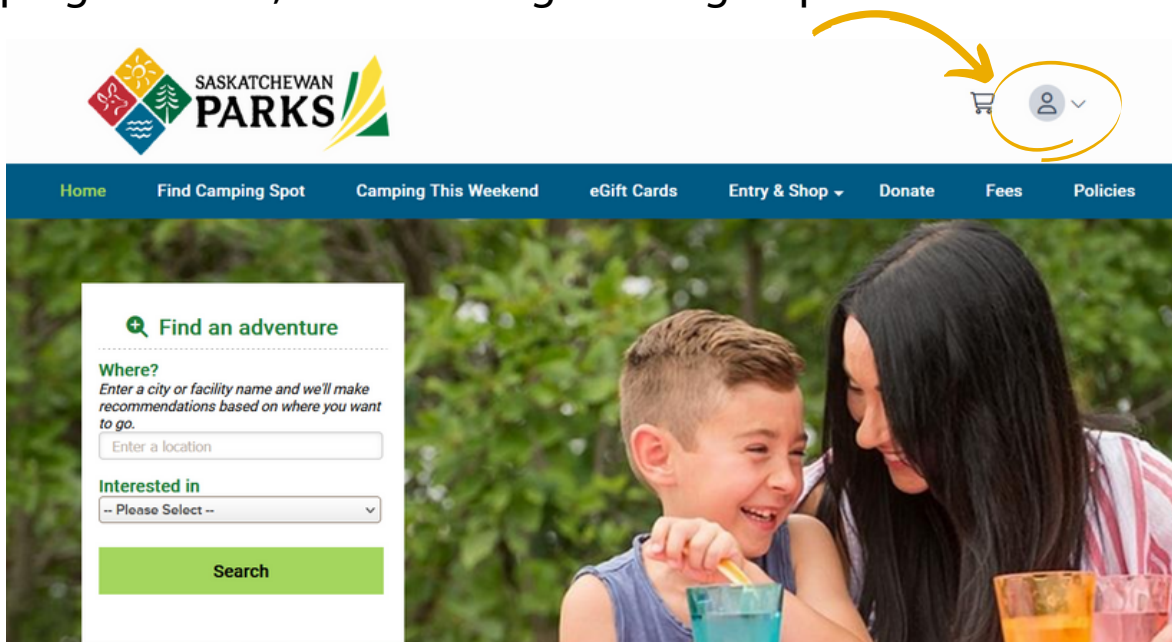 SASKATCHEWAN
PARKS
Home Find Camping Spot Camping This Weekend eGift Cards Entry & Shop Donate Fees Policies
Find an adventure
Where?
Enter a city or facility name and we'll make
recommendations based on where you want
to go.
Enter a location
Interested in
-- Please Select --
Search